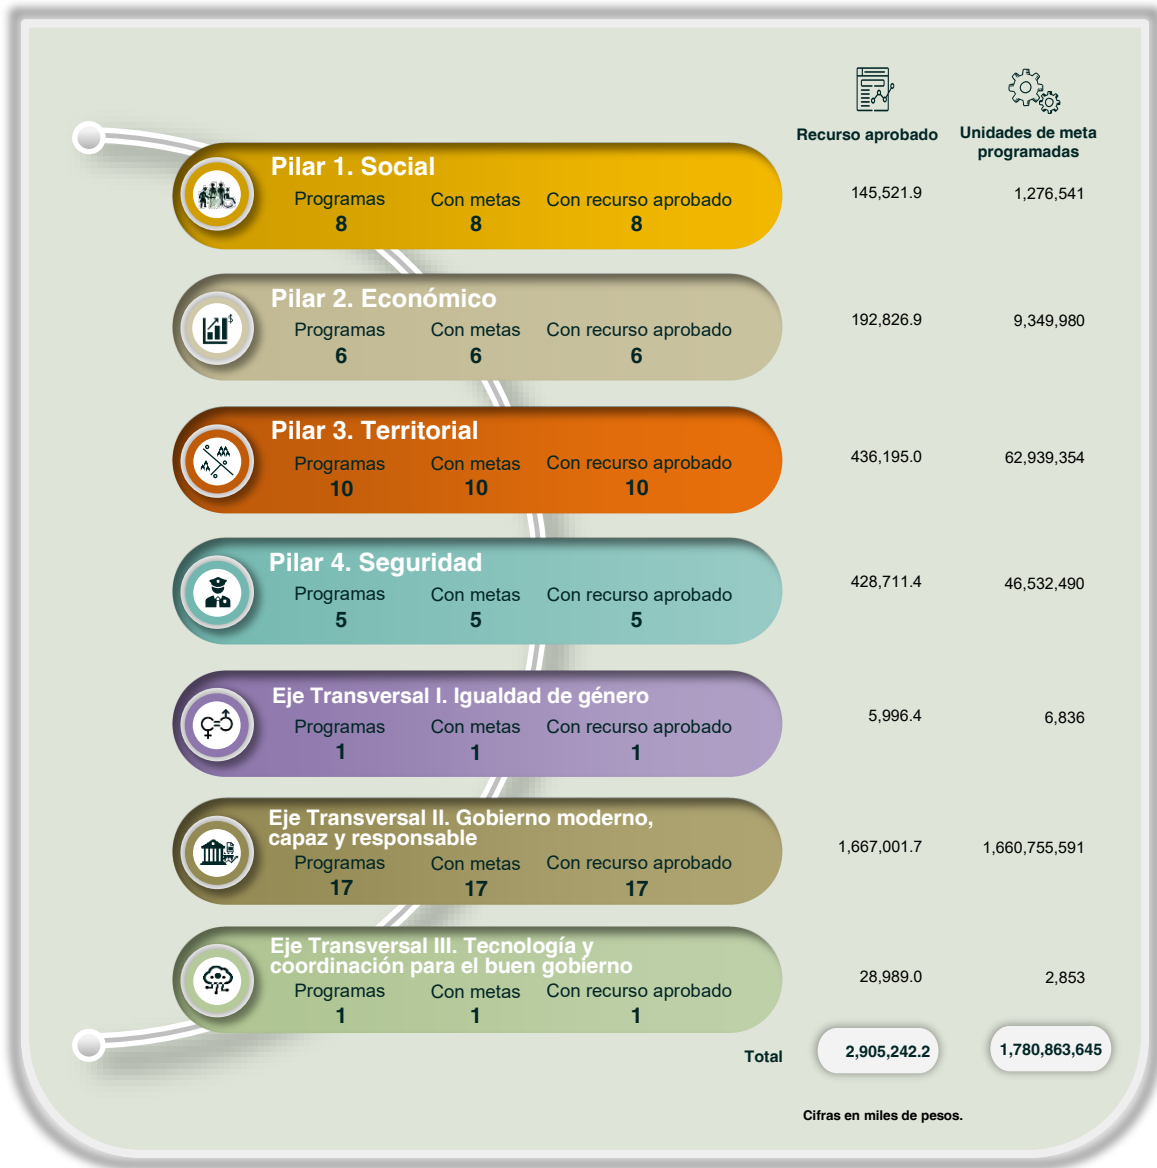 Recurso aprobado
Unidades de meta
programadas
Pilar 1. Social
Programas Con metas Con recurso aprobado
8 8 8
145,521.9 1,276,541
Pilar 2. Económico
Programas Con metas Con recurso aprobado
6 6 6
192,826.9 9,349,980
Pilar 3. Territorial
Programas Con metas Con recurso aprobado
10 10 10
436,195.0 62,939,354
Pilar 4. Seguridad
Programas Con metas Con recurso aprobado
5 5 5
428,711.4 46,532,490
Eje Transversal I. Igualdad de género
Programas Con metas Con recurso aprobado
1 1 1
5,996.4 6,836
Eje Transversal II. Gobierno moderno,
capaz y responsable
Programas Con metas Con recurso aprobado
17 17 17
1,667,001.7 1,660,755,591
Eje Transversal III. Tecnología y
coordinación para el buen gobierno
Programas Con metas Con recurso aprobado
1 1 1
28,989.0 2,853
Total 2,905,242.2 1,780,863,645
Cifras en miles de pesos.